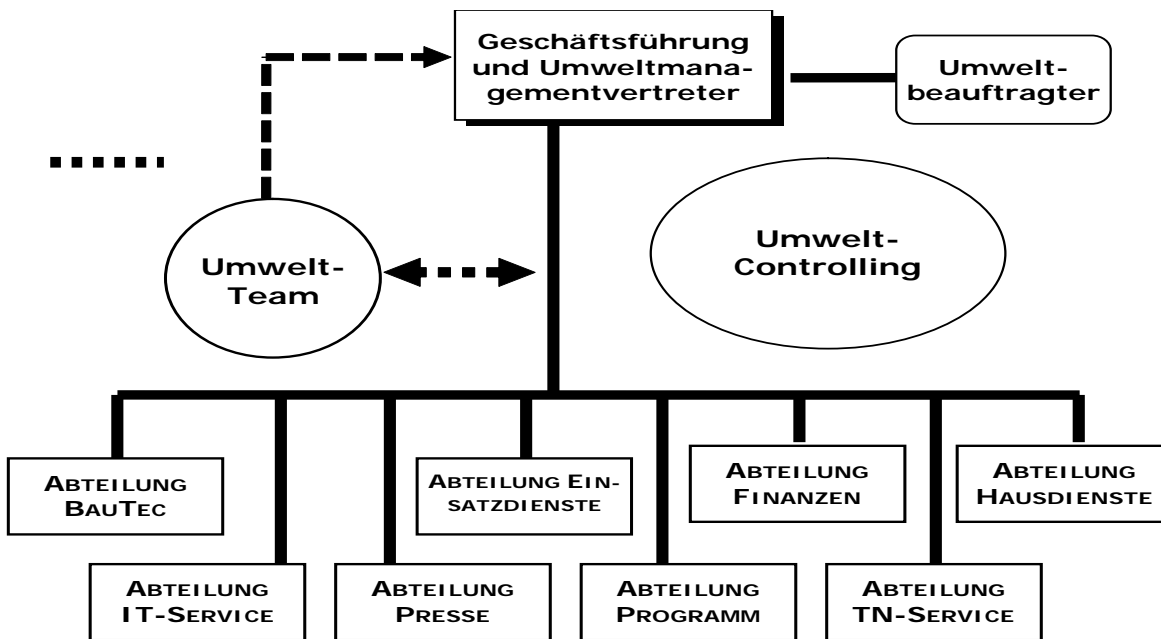 Geschäftsführung
und Umweltmana-
gementvertreter
Umwelt-
beauftragter
Umwelt-
Team
Umwelt-
Controlling
ABTEILUNG
BAUTEC
ABTEILUNG EIN-
SATZDIENSTE
ABTEILUNG
FINANZEN
ABTEILUNG
HAUSDIENSTE
ABTEILUNG
IT-SERVICE
ABTEILUNG
PRESSE
ABTEILUNG
PROGRAMM
ABTEILUNG
TN-SERVICE